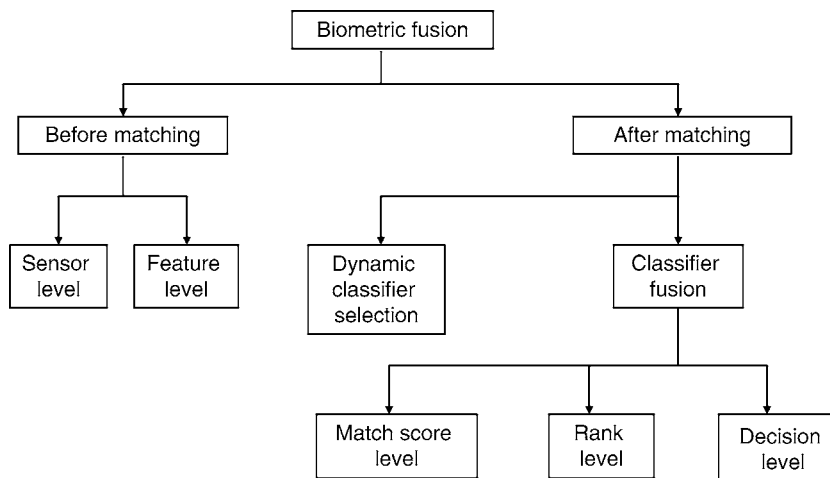 Biometric fusion
Before matching
After matching
Sensor
level
Feature
level
Dynamic
classifier
selection
Classifier
fusion
Match score
level
Rank
level
Decision
level